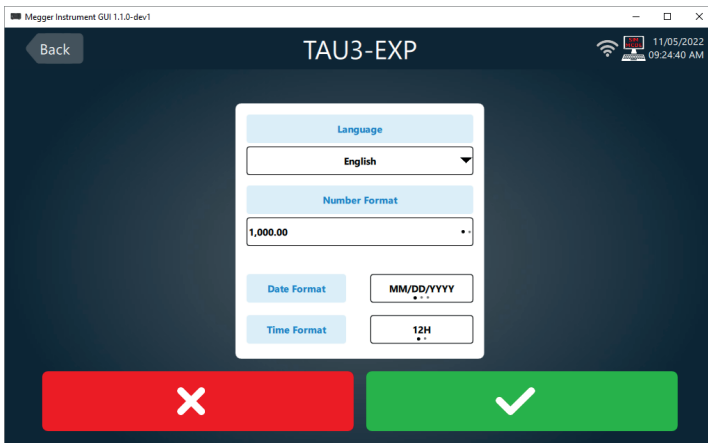 Megger Instrument GUI 1.1.0-dev1
Back
TAU3-EXP
11/05/2022
09:24:40 AM
Language
English
Number Format
1,000.00
Date Format
MM/DD/YYYY
Time Format
12H